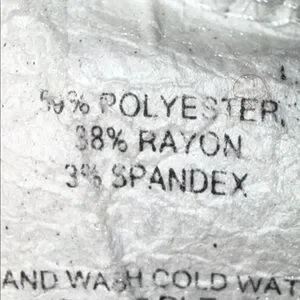 59% POLYESTER,
38% RAYON
3% SPANDEX
AND WASH COLD WAT